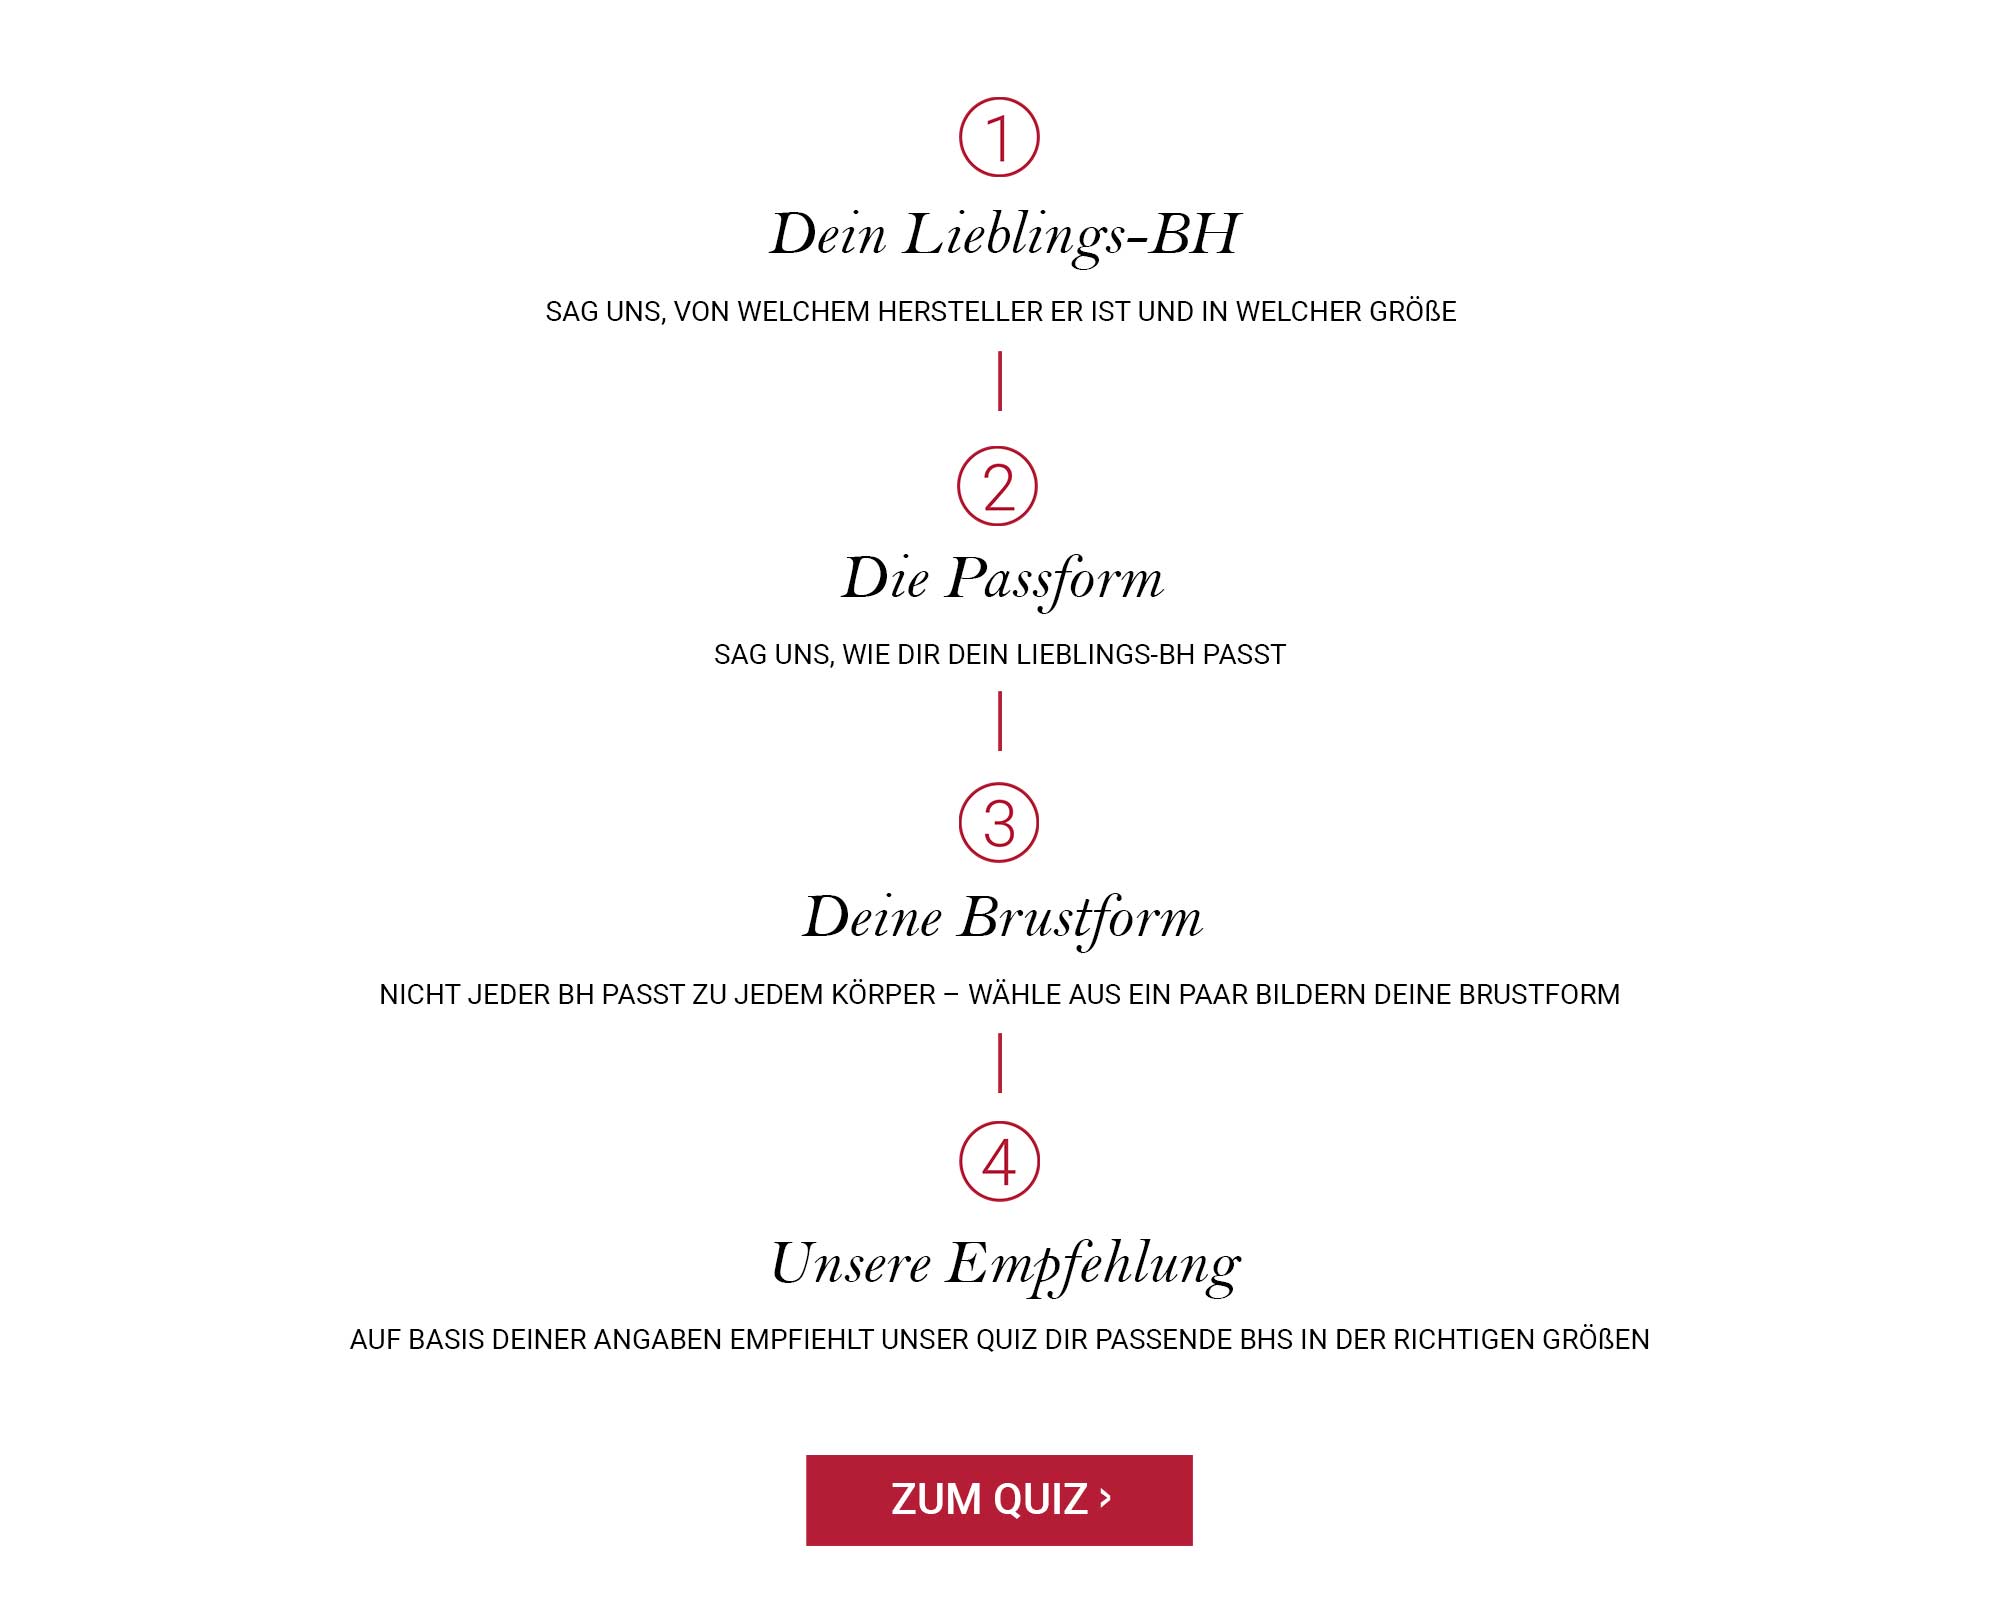 1
Dein Lieblings-BH
SAG UNS, VON WELCHEM HERSTELLER ER IST UND IN WELCHER GRÖßE
2
Die Passform
SAG UNS, WIE DIR DEIN LIEBLINGS-BH PASST
3
Deine Brustform
NICHT JEDER BH PASST ZU JEDEM KÖRPER – WÄHLE AUS EIN PAAR BILDERN DEINE BRUSTFORM
4
Unsere Empfehlung
AUF BASIS DEINER ANGABEN EMPFIEHLT UNSER QUIZ DIR PASSENDE BHS IN DER RICHTIGEN GRÖßEN
ZUM QUIZ ›